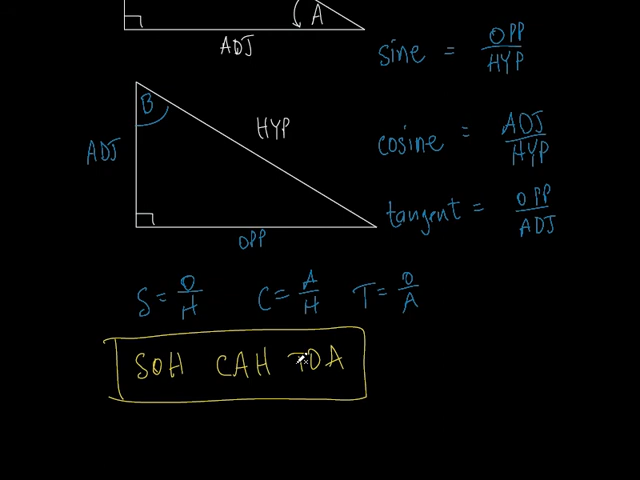 A
ADJ
sine = OPP/HYP
B
HYP
ADJ
cosine = ADJ/HYP
tangent = OPP/ADJ
OPP
S = O/H C = A/H T = O/A
SOH CAH TOA